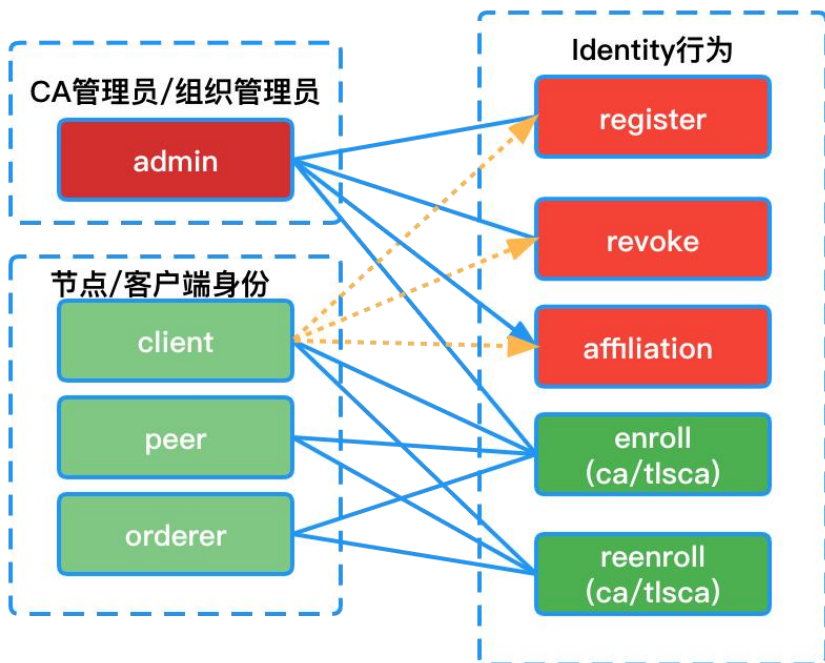 CA管理员/组织管理员
admin
节点/客户端身份
client
peer
orderer
Identity行为
register
revoke
affiliation
enroll
(ca/tlsca)
reenroll
(ca/tlsca)